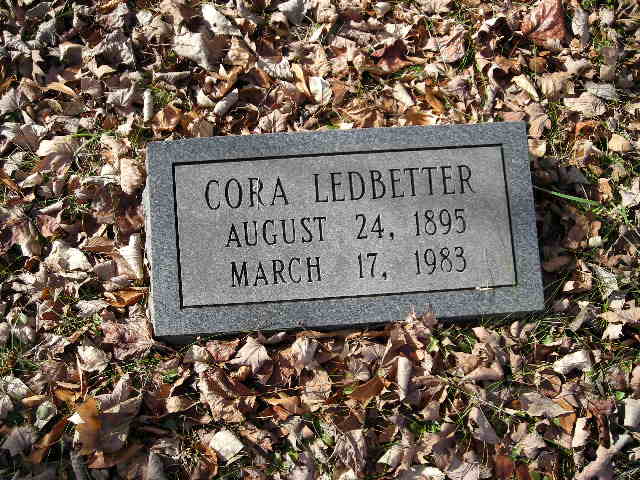 CORA LEDBETTER
AUGUST 24, 1895
MARCH 17, 1983